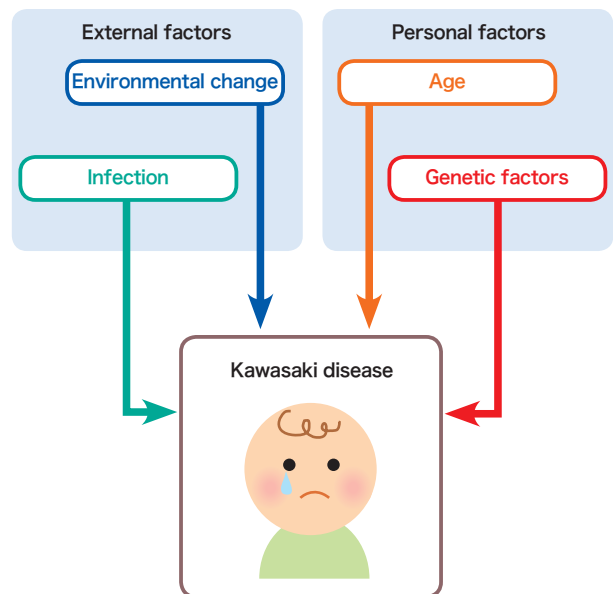 External factors
Environmental change
Infection
Personal factors
Age
Genetic factors
Kawasaki disease